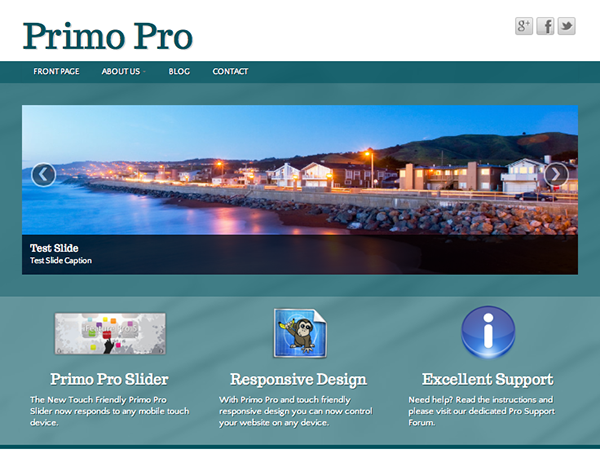 Primo Pro
FRONT PAGE ABOUT US BLOG CONTACT
Test Slide
Test Slide Caption
Primo Pro Slider
The New Touch Friendly Primo Pro
Slider now responds to any mobile touch
device.
Responsive Design
With Primo Pro and touch friendly
responsive design you can now control
your website on any device.
Excellent Support
Need help? Read the instructions and
please visit our dedicated Pro Support
Forum.